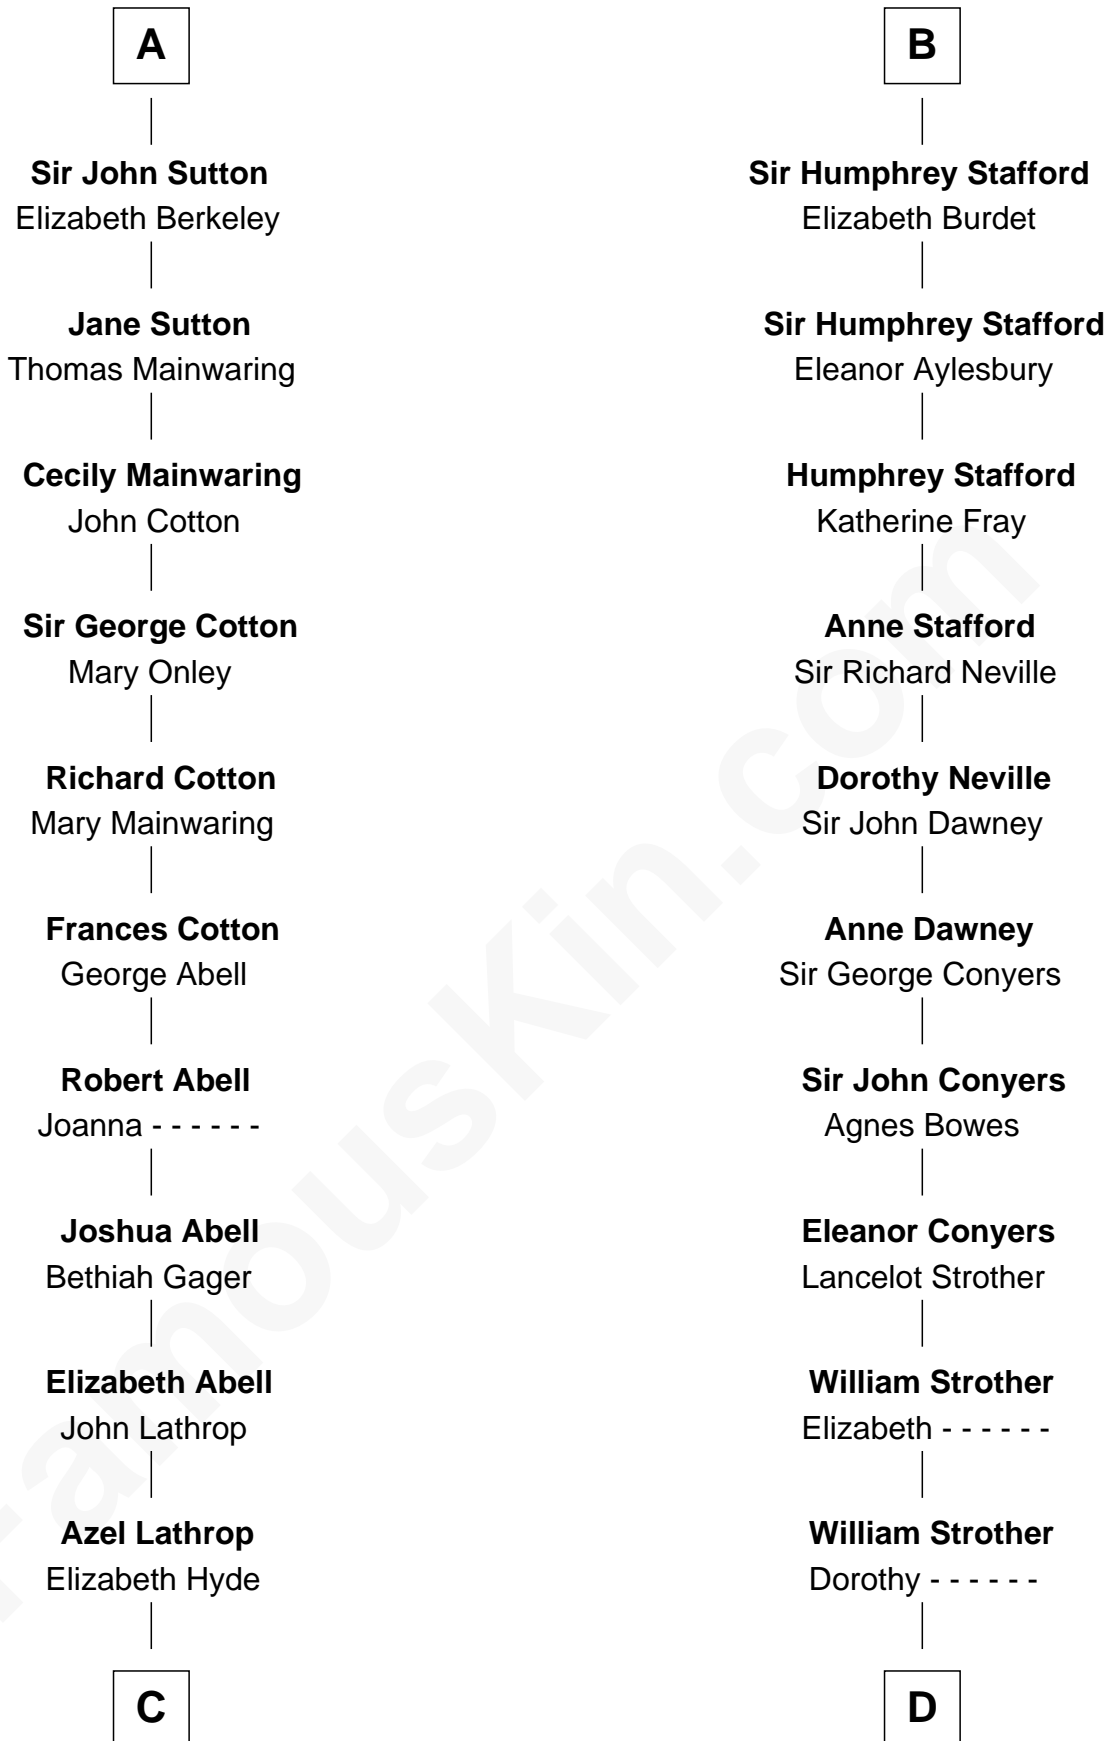 A
Sir John Sutton
Elizabeth Berkeley
Jane Sutton
Thomas Mainwaring
Cecily Mainwaring
John Cotton
Sir George Cotton
Mary Onley
Richard Cotton
Mary Mainwaring
Frances Cotton
George Abell
Robert Abell
Joanna - - - - - -
Joshua Abell
Bethiah Gager
Elizabeth Abell
John Lathrop
Azel Lathrop
Elizabeth Hyde
C
B
Sir Humphrey Stafford
Elizabeth Burdet
Sir Humphrey Stafford
Eleanor Aylesbury
Humphrey Stafford
Katherine Fray
Anne Stafford
Sir Richard Neville
Dorothy Neville
Sir John Dawney
Anne Dawney
Sir George Conyers
Sir John Conyers
Agnes Bowes
Eleanor Conyers
Lancelot Strother
William Strother
Elizabeth - - - - - -
William Strother
Dorothy - - - - - -
D
FamousKin.com